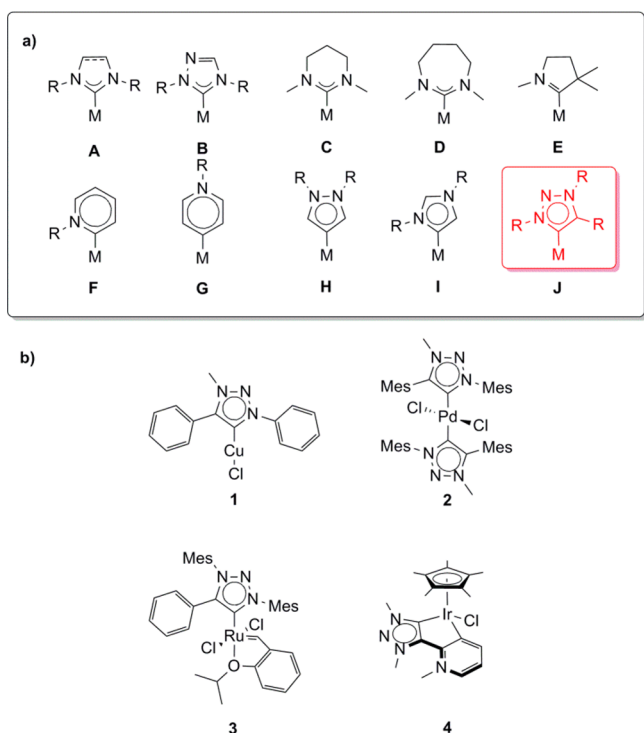 a)
N
R N N R
R N N R
N N
N N
N
M M M M M
A B C D E
R
N
R R
N N
R
N
N–N R
R N
R N
R N R
M M M M M
F G H I J
b)
N N N
Cu
Cl
1
N–N
N
Mes Mes
Cl Pd Cl
Mes Mes
N N
N
2
Mes
N–N
N
Mes
Cl Ru Cl
O
3
Ir
Cl
N
N
N
N
4